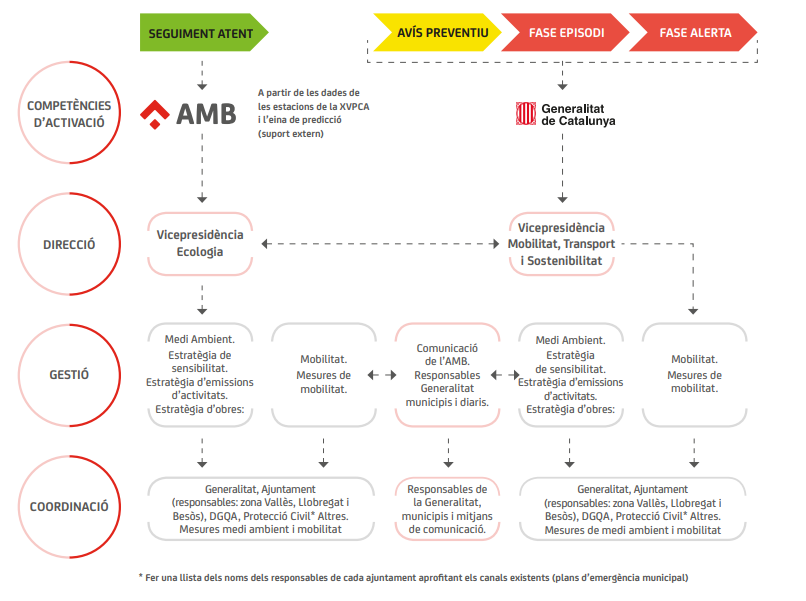 SEGUIMENT ATENT
AVÍS PREVENTIU
FASE EPISODI
FASE ALERTA
COMPETÈNCIES
D'ACTIVACIÓ
AMB
A partir de les dades de
les estacions de la XVPCA
i l'eina de predicció
(suport extern)
Generalitat
de Catalunya
DIRECCIÓ
Vicepresidència
Ecologia
Vicepresidència
Mobilitat, Transport
i Sostenibilitat
GESTIÓ
Medi Ambient.
Estratègia de
sensibilitat.
Estratègia d'emissions
d'activitats.
Estratègia d'obres:
Mobilitat.
Mesures de
mobilitat.
Comunicació
de l'AMB.
Responsables
Generalitat
municipis i diaris.
Medi Ambient.
Estratègia
de sensibilitat.
Estratègia d'emissions
d'activitats.
Estratègia d'obres:
Mobilitat.
Mesures de
mobilitat.
COORDINACIÓ
Generalitat, Ajuntament
(responsables: zona Vallès, Llobregat i
Besòs), DGQA, Protecció Civil* Altres.
Mesures medi ambient i mobilitat
Responsables de
la Generalitat,
municipis i mitjans
de comunicació.
Generalitat, Ajuntament
(responsables: zona Vallès, Llobregat i
Besòs), DGQA, Protecció Civil* Altres.
Mesures de medi ambient i mobilitat
* Fer una llista dels noms dels responsables de cada ajuntament aprofitant els canals existents (plans d'emergència municipal)